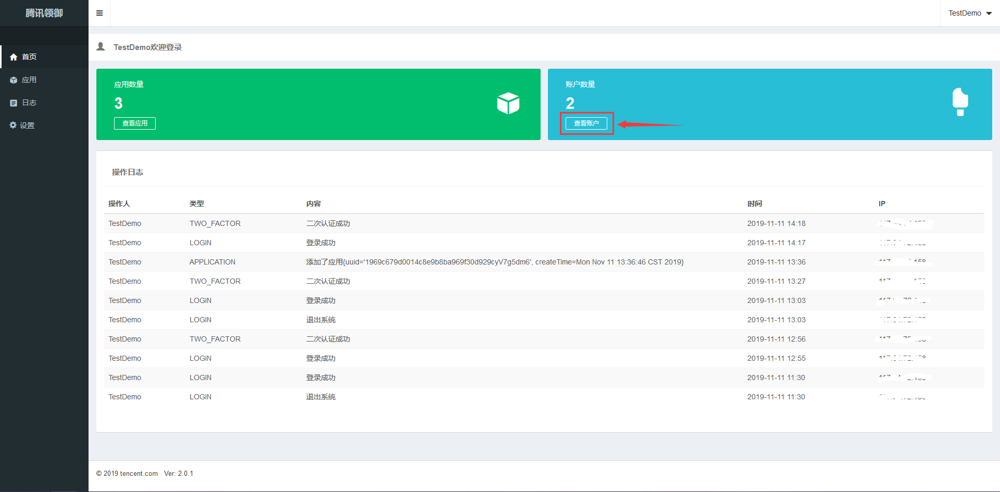 腾讯领御
TestDemo
首页
应用
日志
设置
TestDemo欢迎登录
应用数量
3
查看应用
账户数量
2
查看账户
操作日志
操作人 类型 内容 时间 IP
TestDemo TWO_FACTOR 二次认证成功 2019-11-11 14:18
TestDemo LOGIN 登录成功 2019-11-11 14:17
TestDemo APPLICATION 添加了应用{uuid='1969c679d0014c8e9b8ba969f30d929cyV7g5dm6', createTime=Mon Nov 11 13:36:46 CST 2019} 2019-11-11 13:36
TestDemo TWO_FACTOR 二次认证成功 2019-11-11 13:27
TestDemo LOGIN 登录成功 2019-11-11 13:03
TestDemo LOGIN 退出系统 2019-11-11 13:03
TestDemo TWO_FACTOR 二次认证成功 2019-11-11 12:56
TestDemo LOGIN 登录成功 2019-11-11 12:55
TestDemo LOGIN 登录成功 2019-11-11 11:30
TestDemo LOGIN 退出系统 2019-11-11 11:30
© 2019 tencent.com Ver: 2.0.1